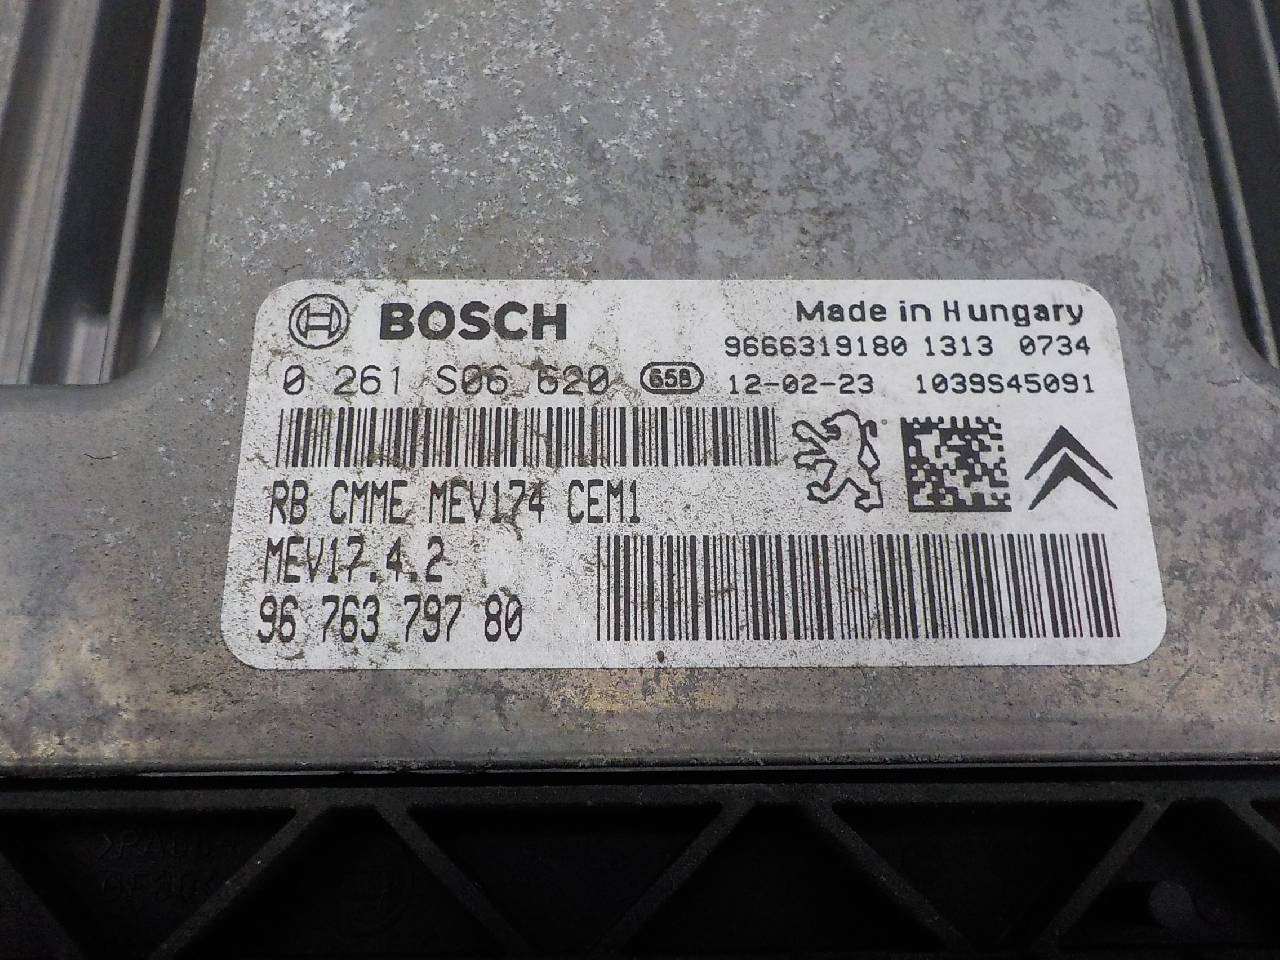 BOSCH
Made in Hungary
9666319180 1313 0734
0 261 S06 620 658 12-02-23 1039S45091
RB CMME MEV174 CEM1
MEV17.4.2
96 763 797 80